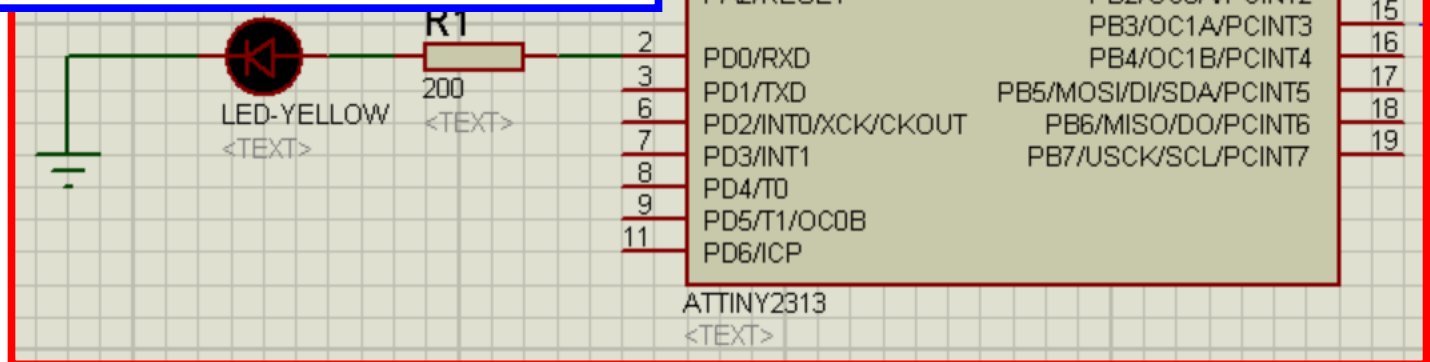 R1
200
<TEXT>
LED-YELLOW
<TEXT>
2
3
6
7
8
9
11
PD0/RXD
PD1/TXD
PD2/INT0/XCK/CKOUT
PD3/INT1
PD4/T0
PD5/T1/OC0B
PD6/ICP
PB3/OC1A/PCINT3
PB4/OC1B/PCINT4
PB5/MOSI/DI/SDA/PCINT5
PB6/MISO/DO/PCINT6
PB7/USCK/SCL/PCINT7
15
16
17
18
19
ATTINY2313
<TEXT>